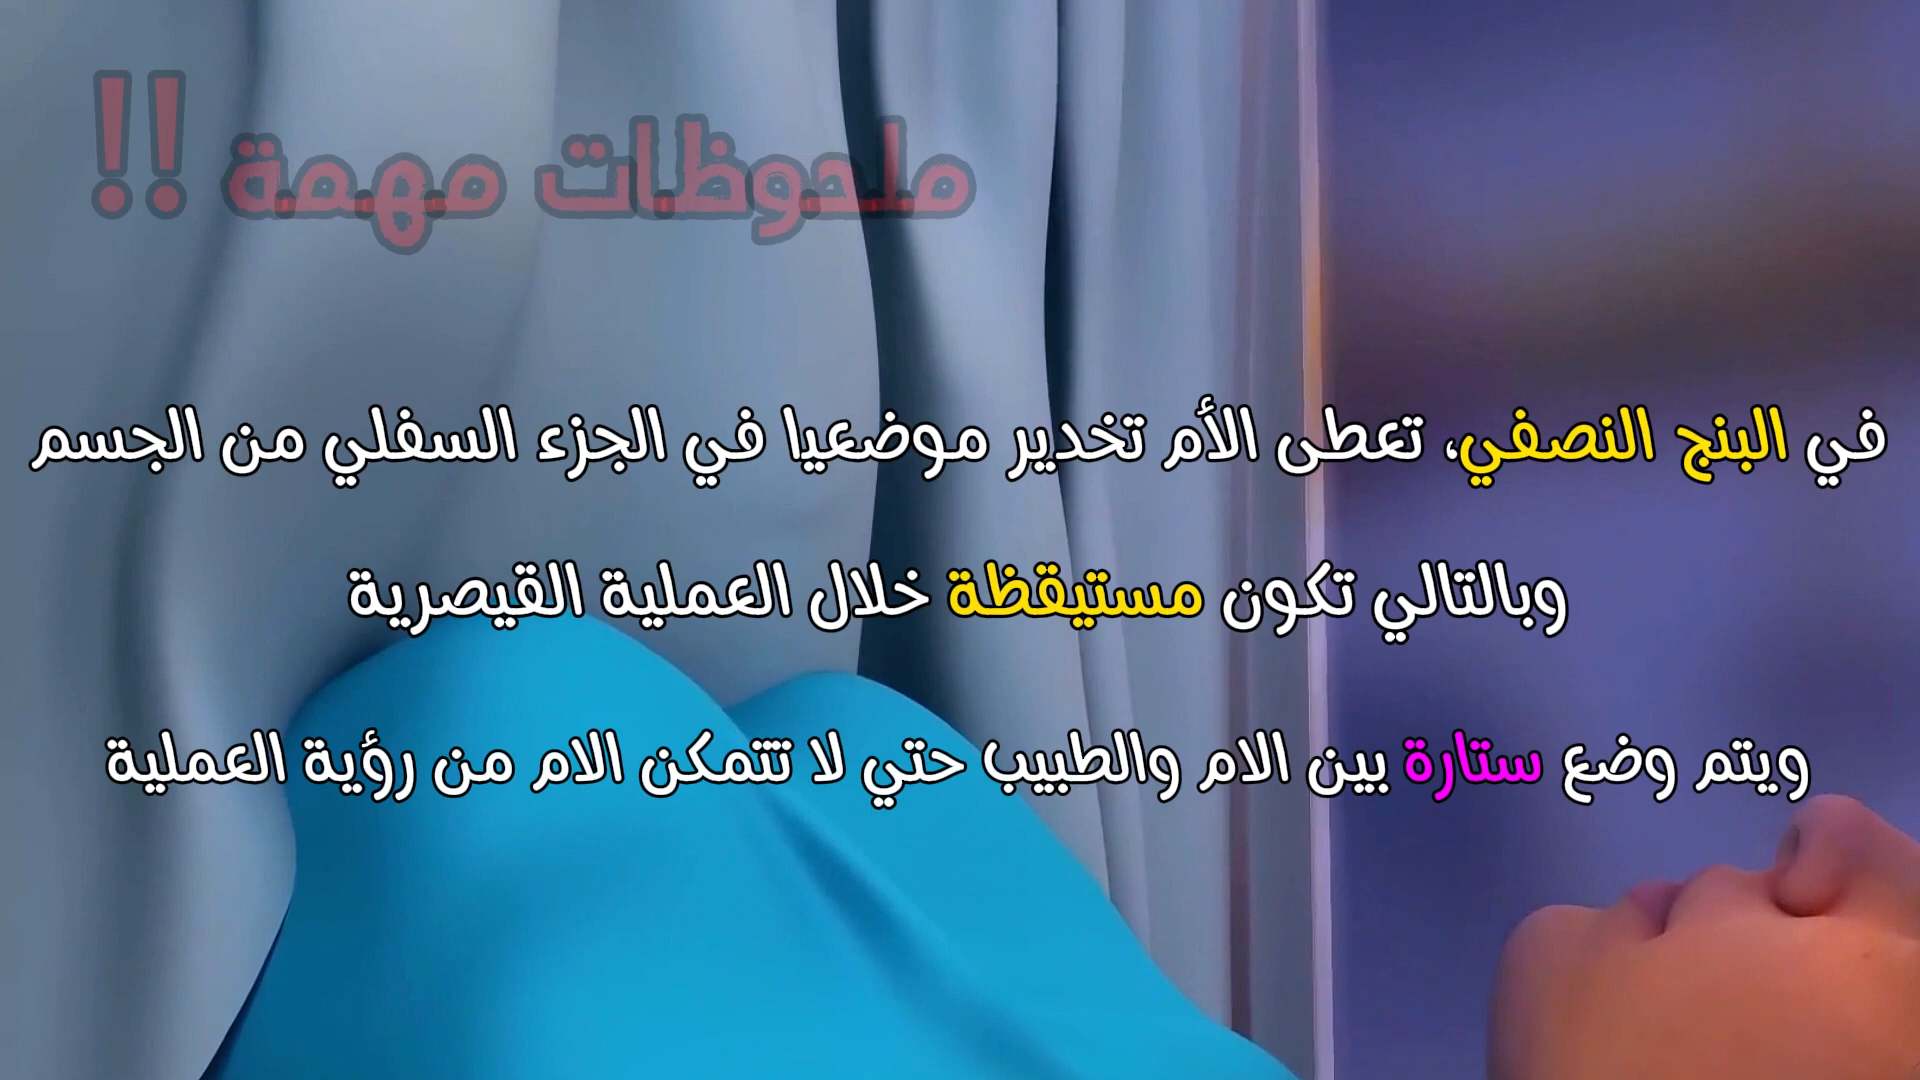 ملحوظات مهمة !!
في البنج النصفي، تعطى الأم تخدير موضعيا في الجزء السفلي من الجسم
وبالتالي تكون مستيقظة خلال العملية القيصرية
ويتم وضع ستارة بين الام والطبيب حتي لا تتمكن الام من رؤية العملية